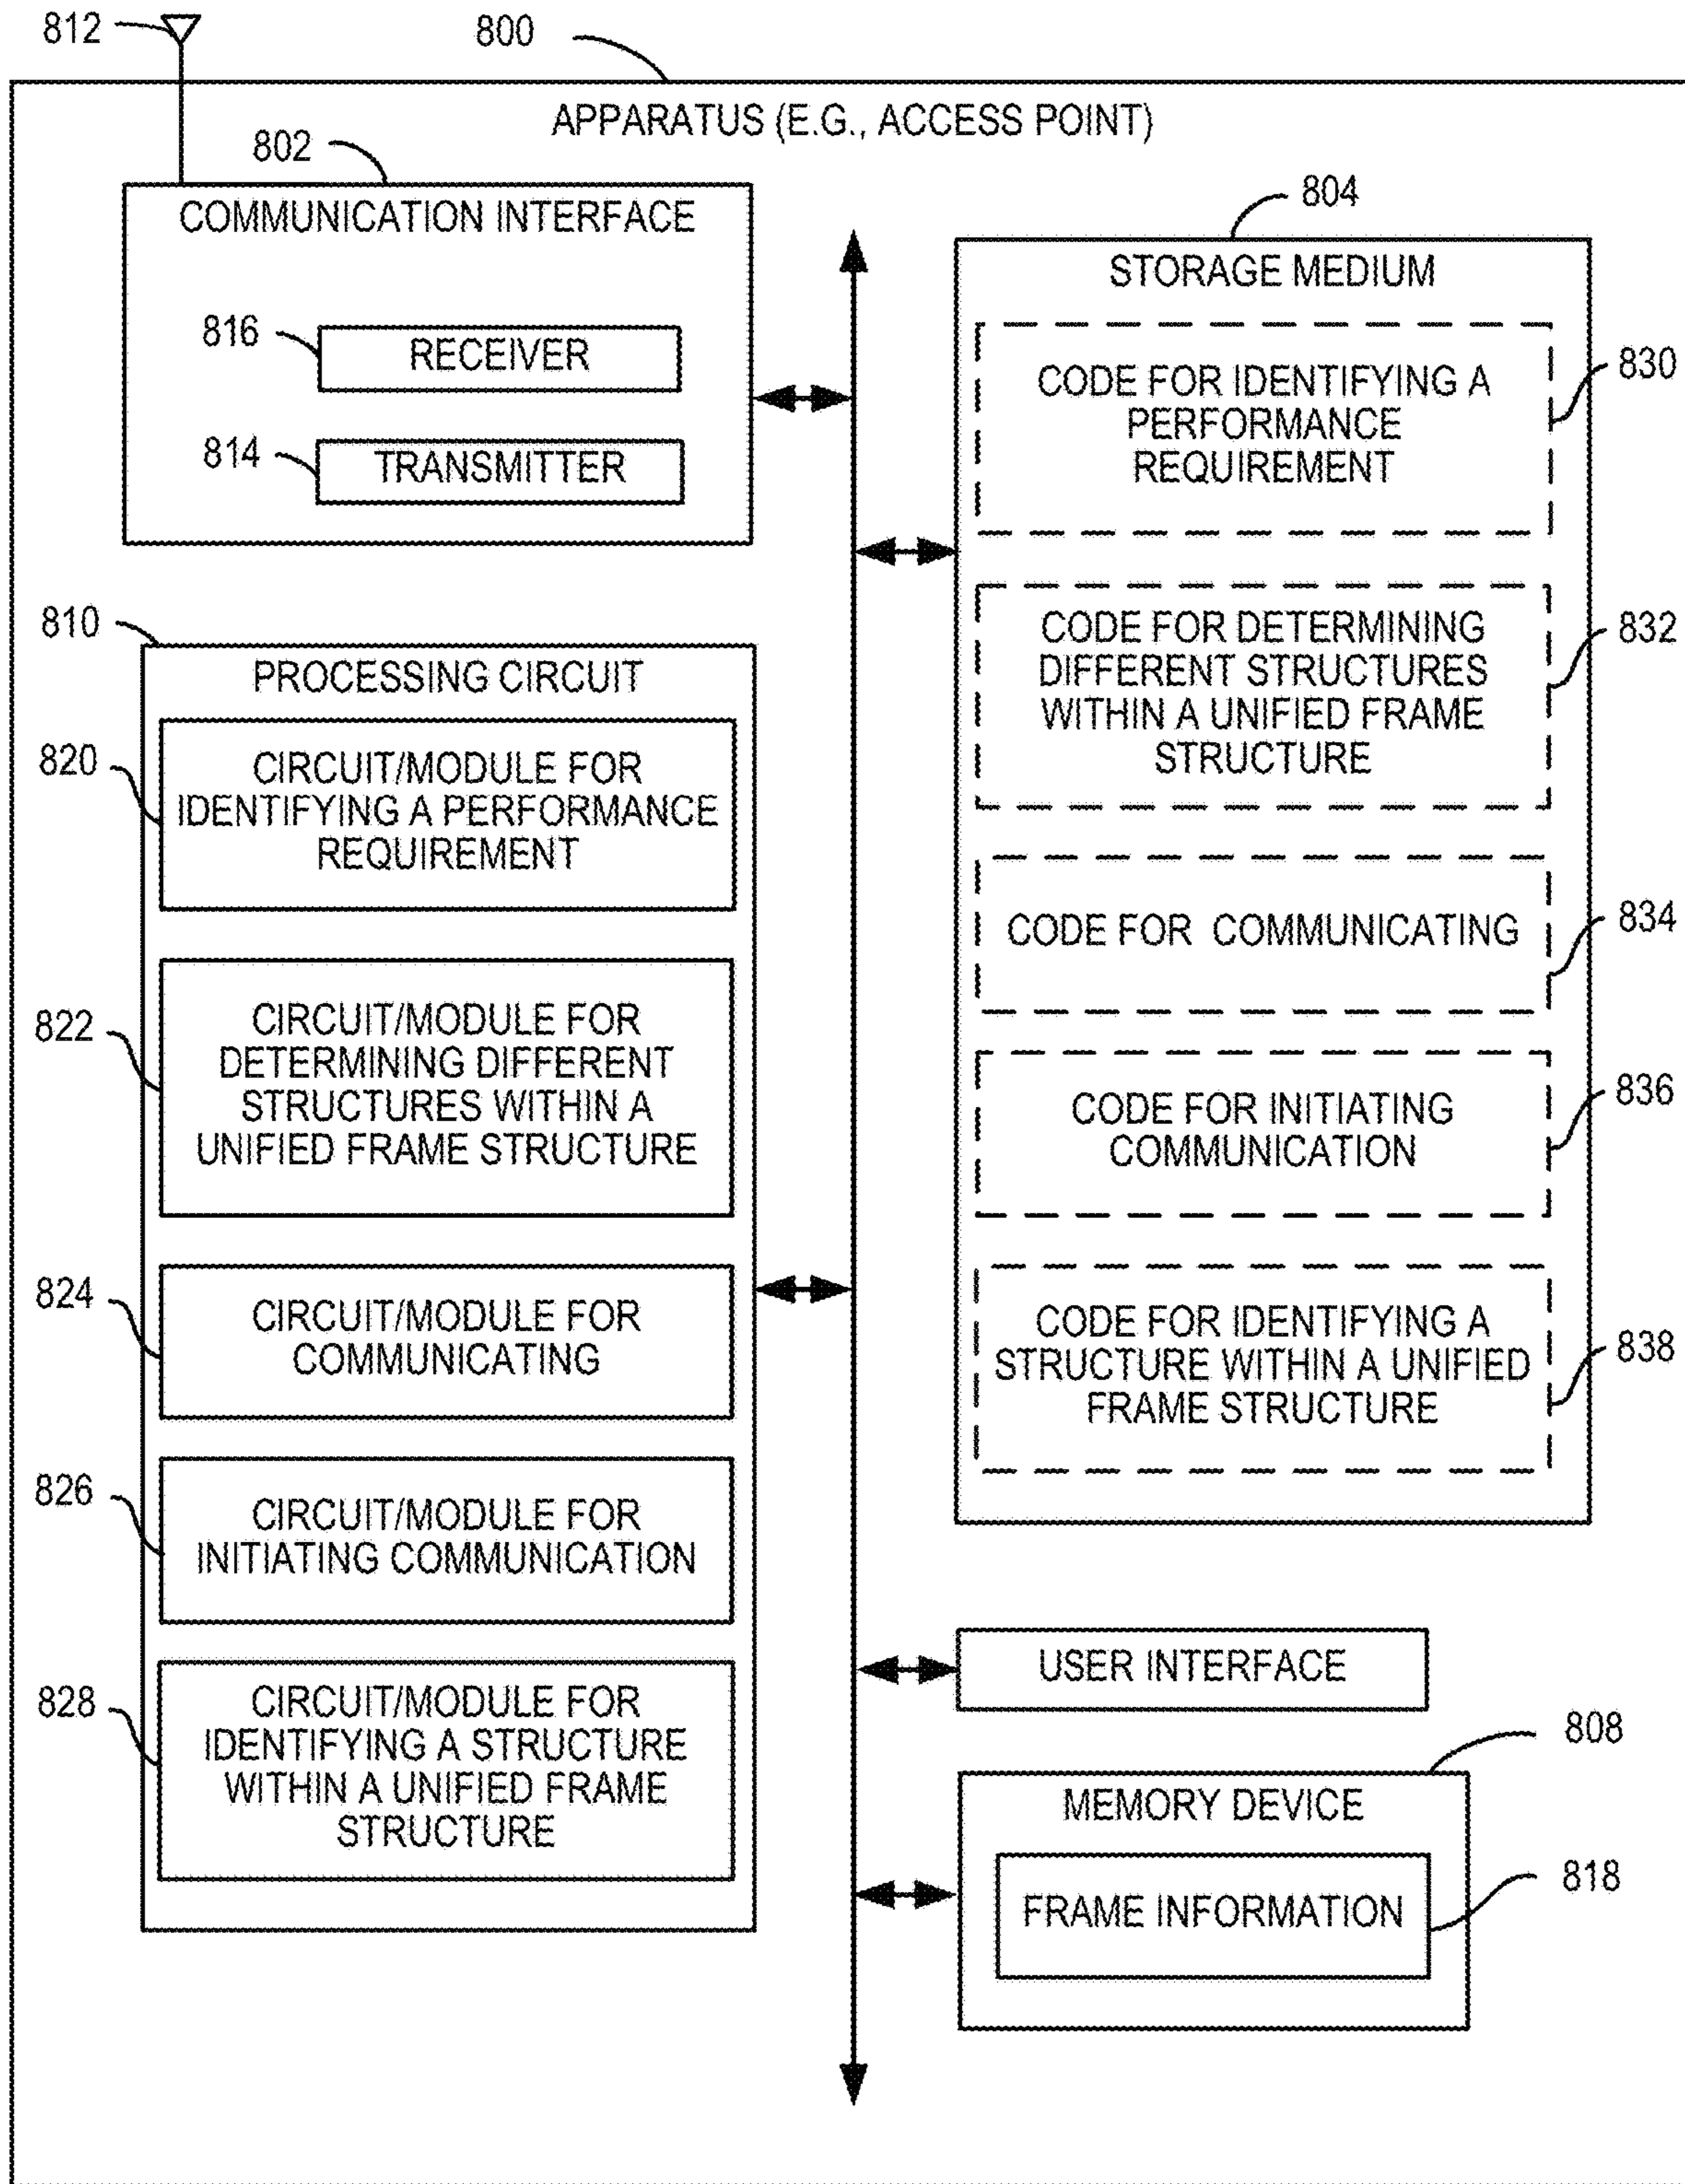 812
800
APPARATUS (E.G., ACCESS POINT)
802
COMMUNICATION INTERFACE
816
RECEIVER
814
TRANSMITTER
804
STORAGE MEDIUM
CODE FOR IDENTIFYING A
PERFORMANCE
REQUIREMENT
830
CODE FOR DETERMINING
DIFFERENT STRUCTURES
WITHIN A UNIFIED FRAME
STRUCTURE
832
CODE FOR COMMUNICATING
834
CODE FOR INITIATING
COMMUNICATION
836
CODE FOR IDENTIFYING A
STRUCTURE WITHIN A UNIFIED
FRAME STRUCTURE
838
810
PROCESSING CIRCUIT
820
CIRCUIT/MODULE FOR
IDENTIFYING A PERFORMANCE
REQUIREMENT
822
CIRCUIT/MODULE FOR
DETERMINING DIFFERENT
STRUCTURES WITHIN A
UNIFIED FRAME STRUCTURE
824
CIRCUIT/MODULE FOR
COMMUNICATING
826
CIRCUIT/MODULE FOR
INITIATING COMMUNICATION
828
CIRCUIT/MODULE FOR
IDENTIFYING A STRUCTURE
WITHIN A UNIFIED FRAME
STRUCTURE
USER INTERFACE
808
MEMORY DEVICE
FRAME INFORMATION
818